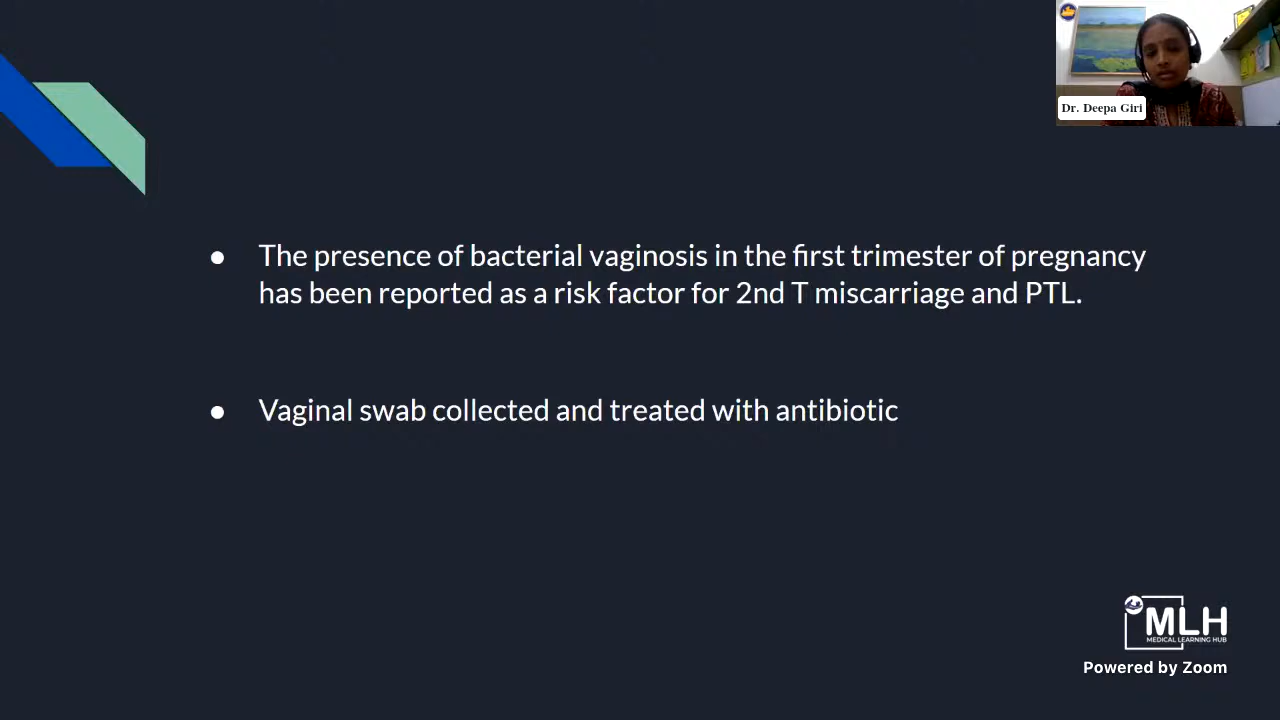 Dr. Deepa Giri
● The presence of bacterial vaginosis in the first trimester of pregnancy
has been reported as a risk factor for 2nd T miscarriage and PTL.
● Vaginal swab collected and treated with antibiotic
MLH
MEDICAL LEARNING HUB
Powered by Zoom